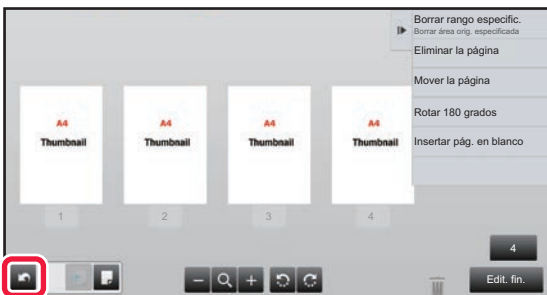 Borrar rango especific.
Borrar área orig. especificada
Eliminar la página
Mover la página
Rotar 180 grados
Insertar pág. en blanco
A4
Thumbnail
A4
Thumbnail
A4
Thumbnail
A4
Thumbnail
1
2
3
4
4
Edit. fin.